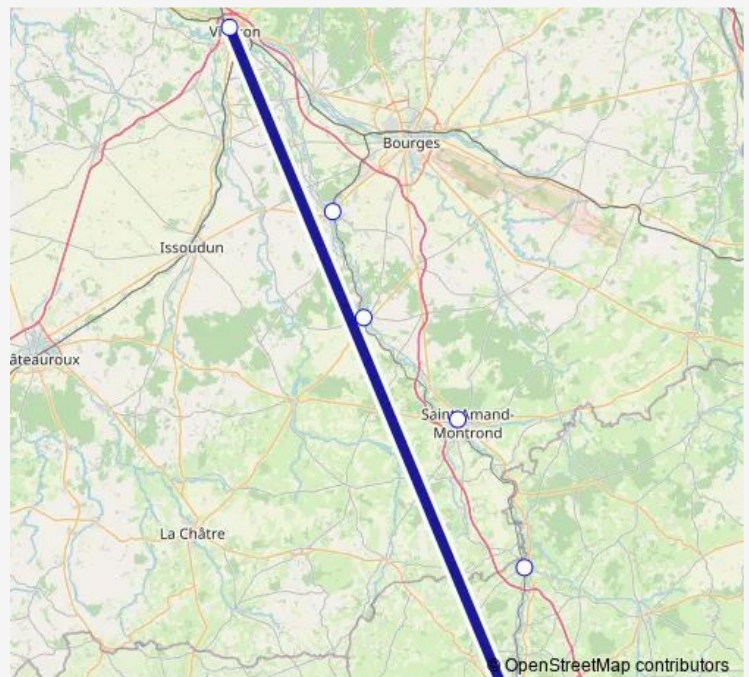 Vierzon
Bourges
Issoudun
âteauroux
Saint-Amand-
Montrond
La Châtre
© OpenStreetMap contributors